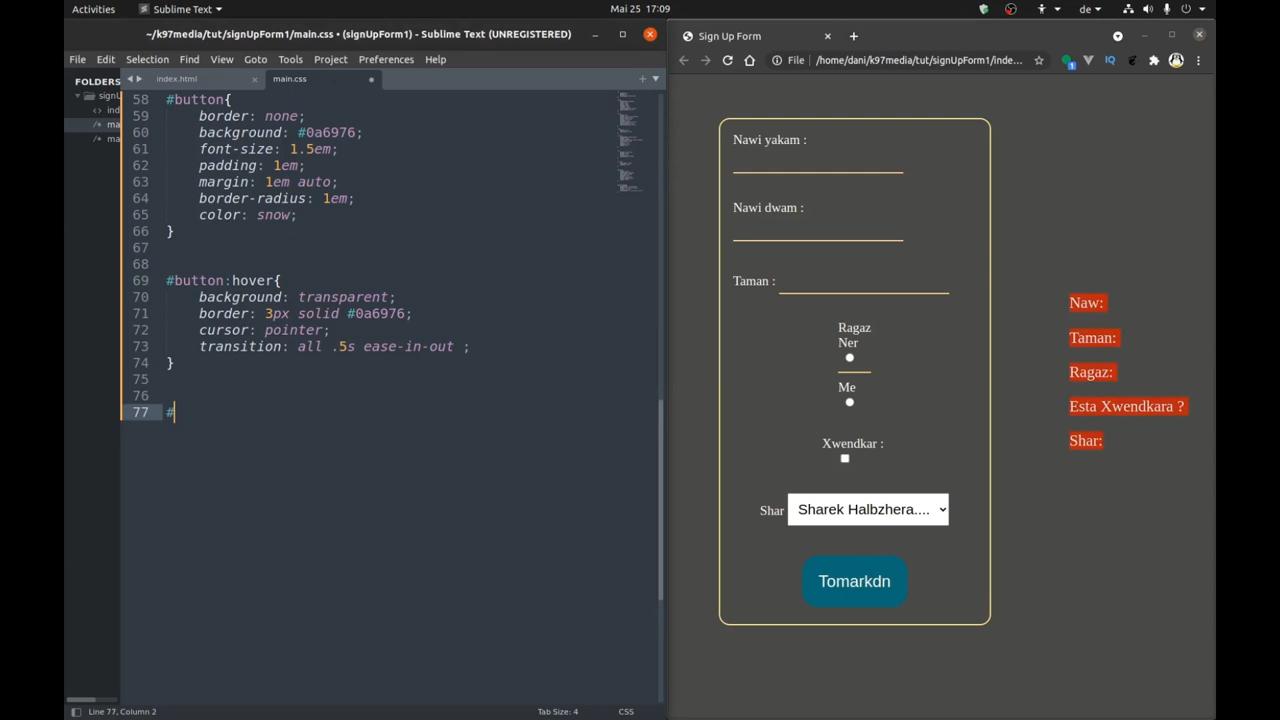 Activities
Sublime Text
Mai 25 17:09
de
~/k97media/tut/signUpForm1/main.css • (signUpForm1) - Sublime Text (UNREGISTERED)
File Edit Selection Find View Goto Tools Project Preferences Help
FOLDERS
signU
ind
ma
ma
index.html
main.css
58 #button{
59 border: none;
60 background: #0a6976;
61 font-size: 1.5em;
62 padding: 1em;
63 margin: 1em auto;
64 border-radius: 1em;
65 color: snow;
66 }
67
68
69 #button:hover{
70 background: transparent;
71 border: 3px solid #0a6976;
72 cursor: pointer;
73 transition: all .5s ease-in-out ;
74 }
75
76
77 #
Line 77, Column 2
Tab Size: 4
CSS
Sign Up Form
File
/home/dani/k97media/tut/signUpForm1/inde...
1
IQ
Nawi yakam :
Nawi dwam :
Taman :
Ragaz
Ner
Me
Xwendkar :
Shar Sharek Halbzhera....
Tomarkdn
Naw:
Taman:
Ragaz:
Esta Xwendkara ?
Shar: